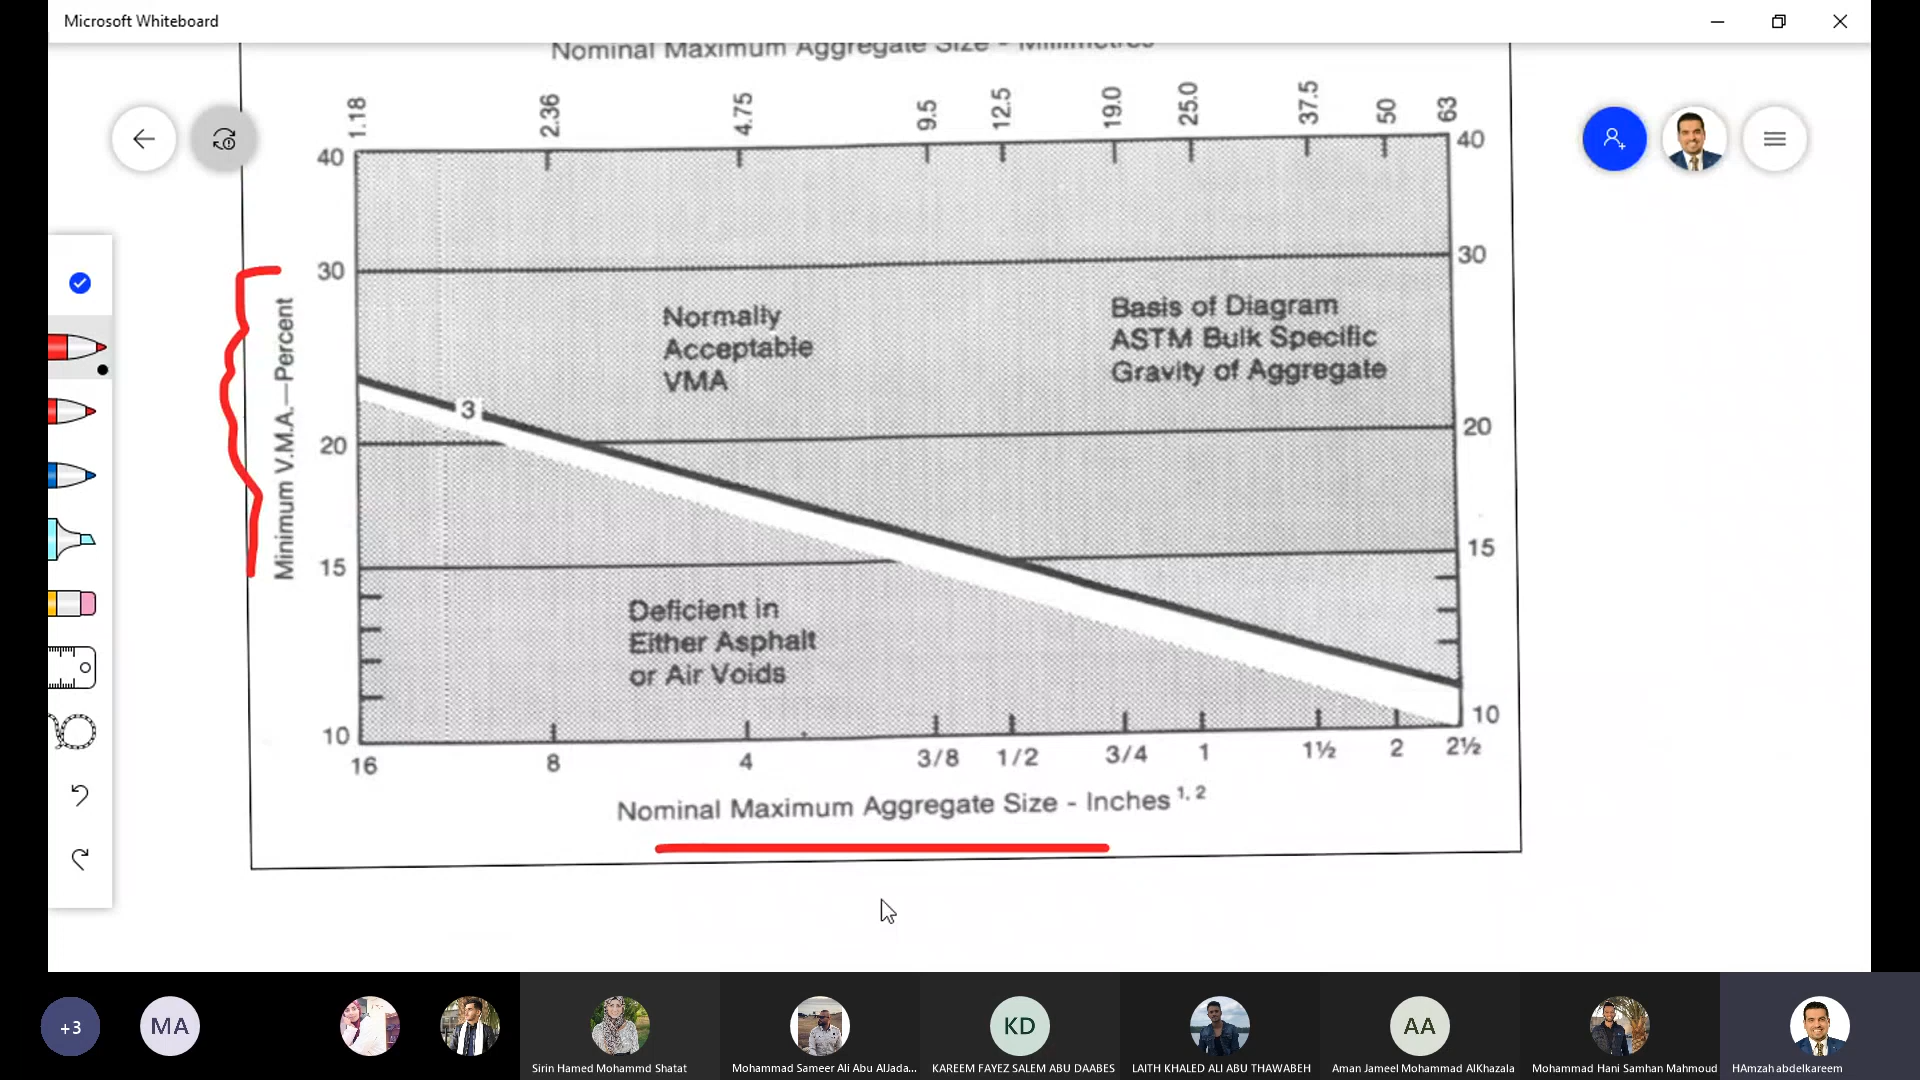 Microsoft Whiteboard
Nominal Maximum Aggregate Size - Millimetres
1.18 2.36 4.75 9.5 12.5 19.0 25.0 37.5 50 63
40 40
30 30
Normally
Acceptable
VMA
Basis of Diagram
ASTM Bulk Specific
Gravity of Aggregate
Minimum V.M.A.—Percent
3
20 20
15 15
Deficient in
Either Asphalt
or Air Voids
10 10
16 8 4 3/8 1/2 3/4 1 1½ 2 2½
Nominal Maximum Aggregate Size - Inches 1, 2
+3
MA
KD
AA
Sirin Hamed Mohammd Shatat
Mohammad Sameer Ali Abu AlJada...
KAREEM FAYEZ SALEM ABU DAABES
LAITH KHALED ALI ABU THAWABEH
Aman Jameel Mohammad AlKhazala
Mohammad Hani Samhan Mahmoud
HAmzah abdelkareem